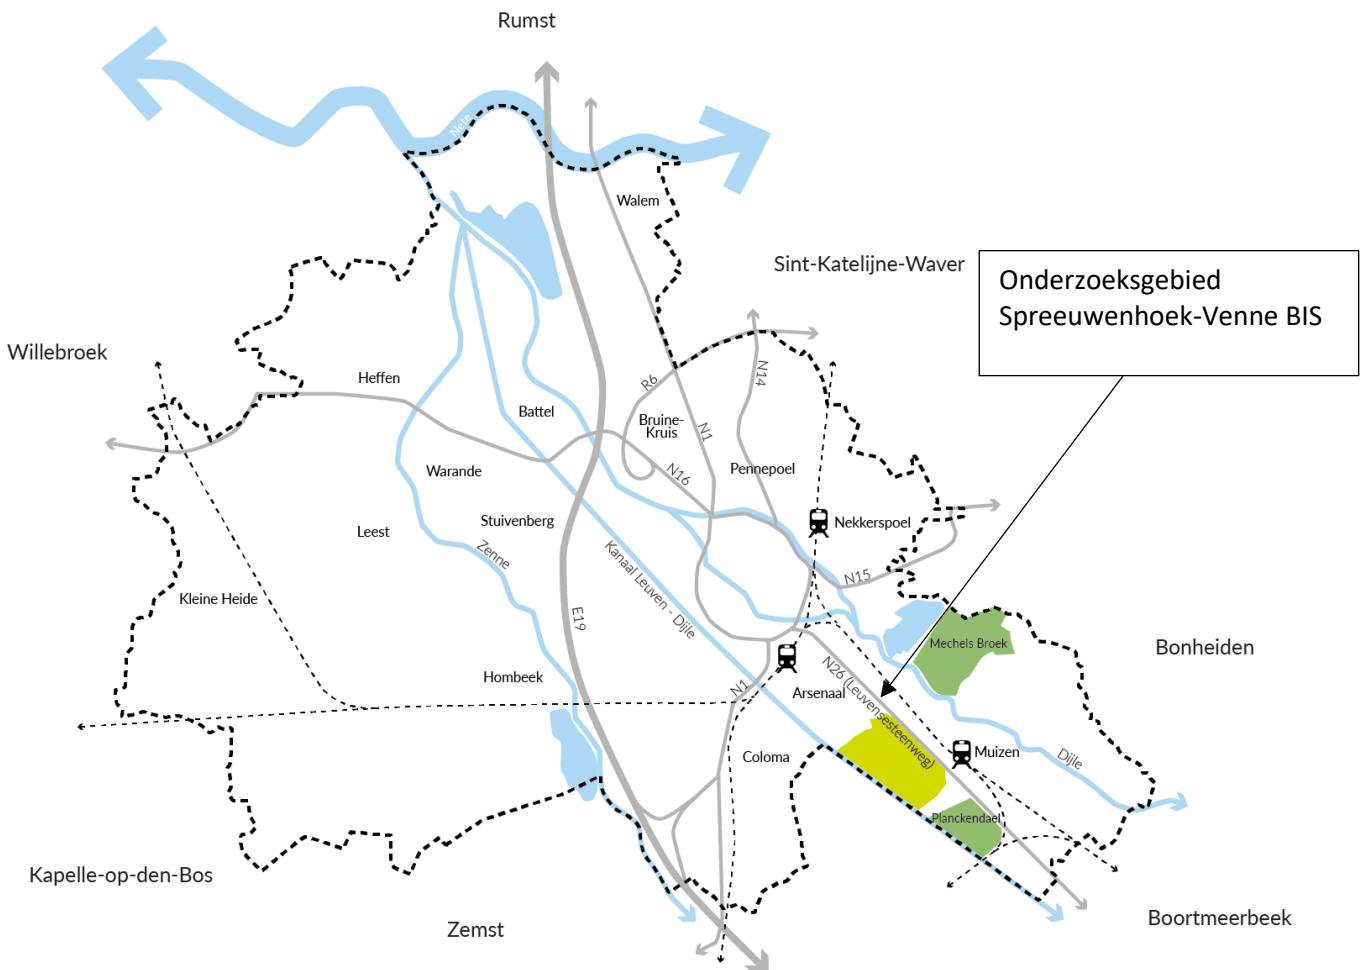 Rumst
Nete
Walem
Sint-Katelijne-Waver
Onderzoeksgebied
Spreeuwenhoek-Venne BIS
Willebroek
Heffen
R6
N14
Battel
Bruine-
Kruis
N1
Warande
N16
Pennepoel
Leest
Stuivenberg
Nekkerspoel
Zenne
Kanaal Leuven - Dijle
N15
Kleine Heide
E19
Mechels Broek
Bonheiden
Hombeek
N1
Arsenaal
N26 (Leuvensesteenweg)
Coloma
Muizen
Dijle
Planckendael
Kapelle-op-den-Bos
Zemst
Boortmeerbeek